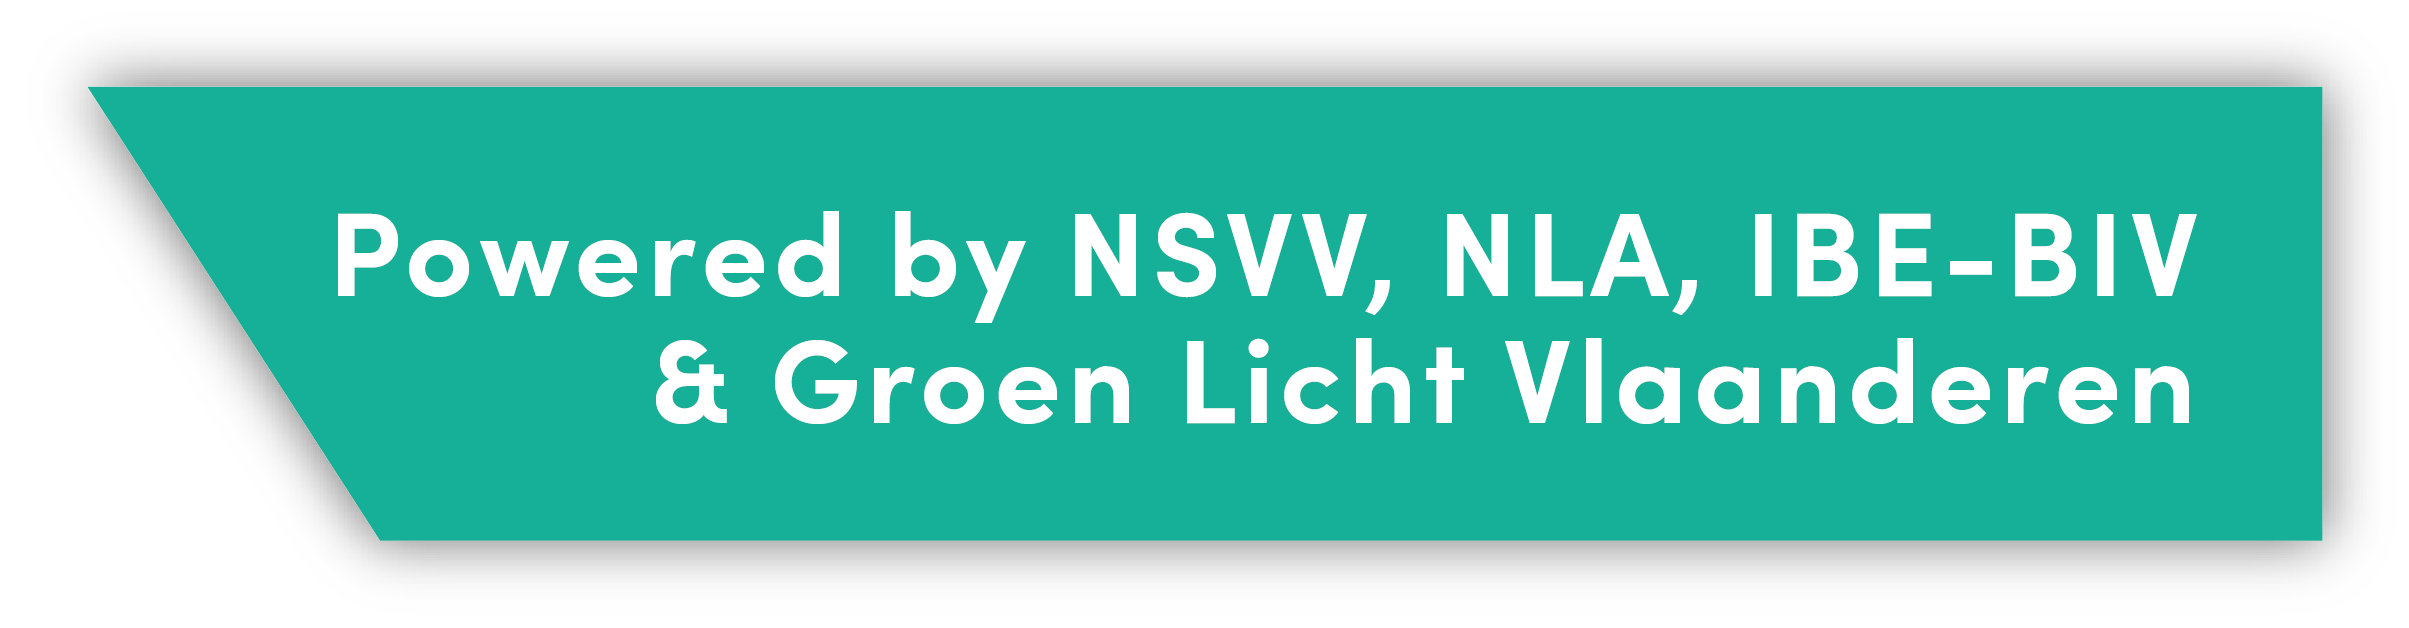 Powered by NSVV, NLA, IBE-BIV
& Groen Licht Vlaanderen